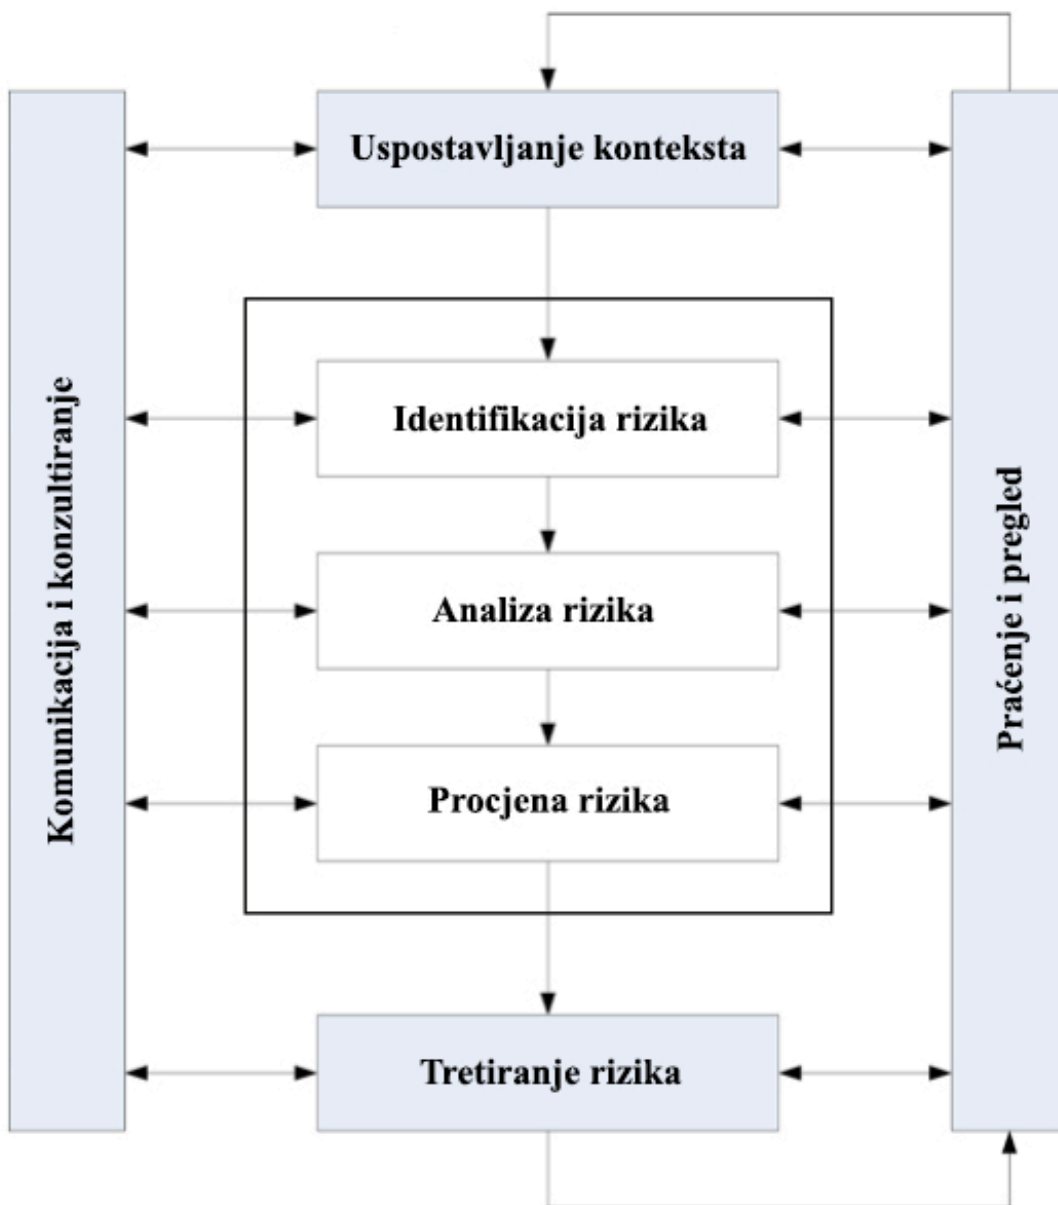 Uspostavljanje konteksta
Komunikacija i konzultiranje
Identifikacija rizika
Analiza rizika
Procjena rizika
Praćenje i pregled
Tretiranje rizika